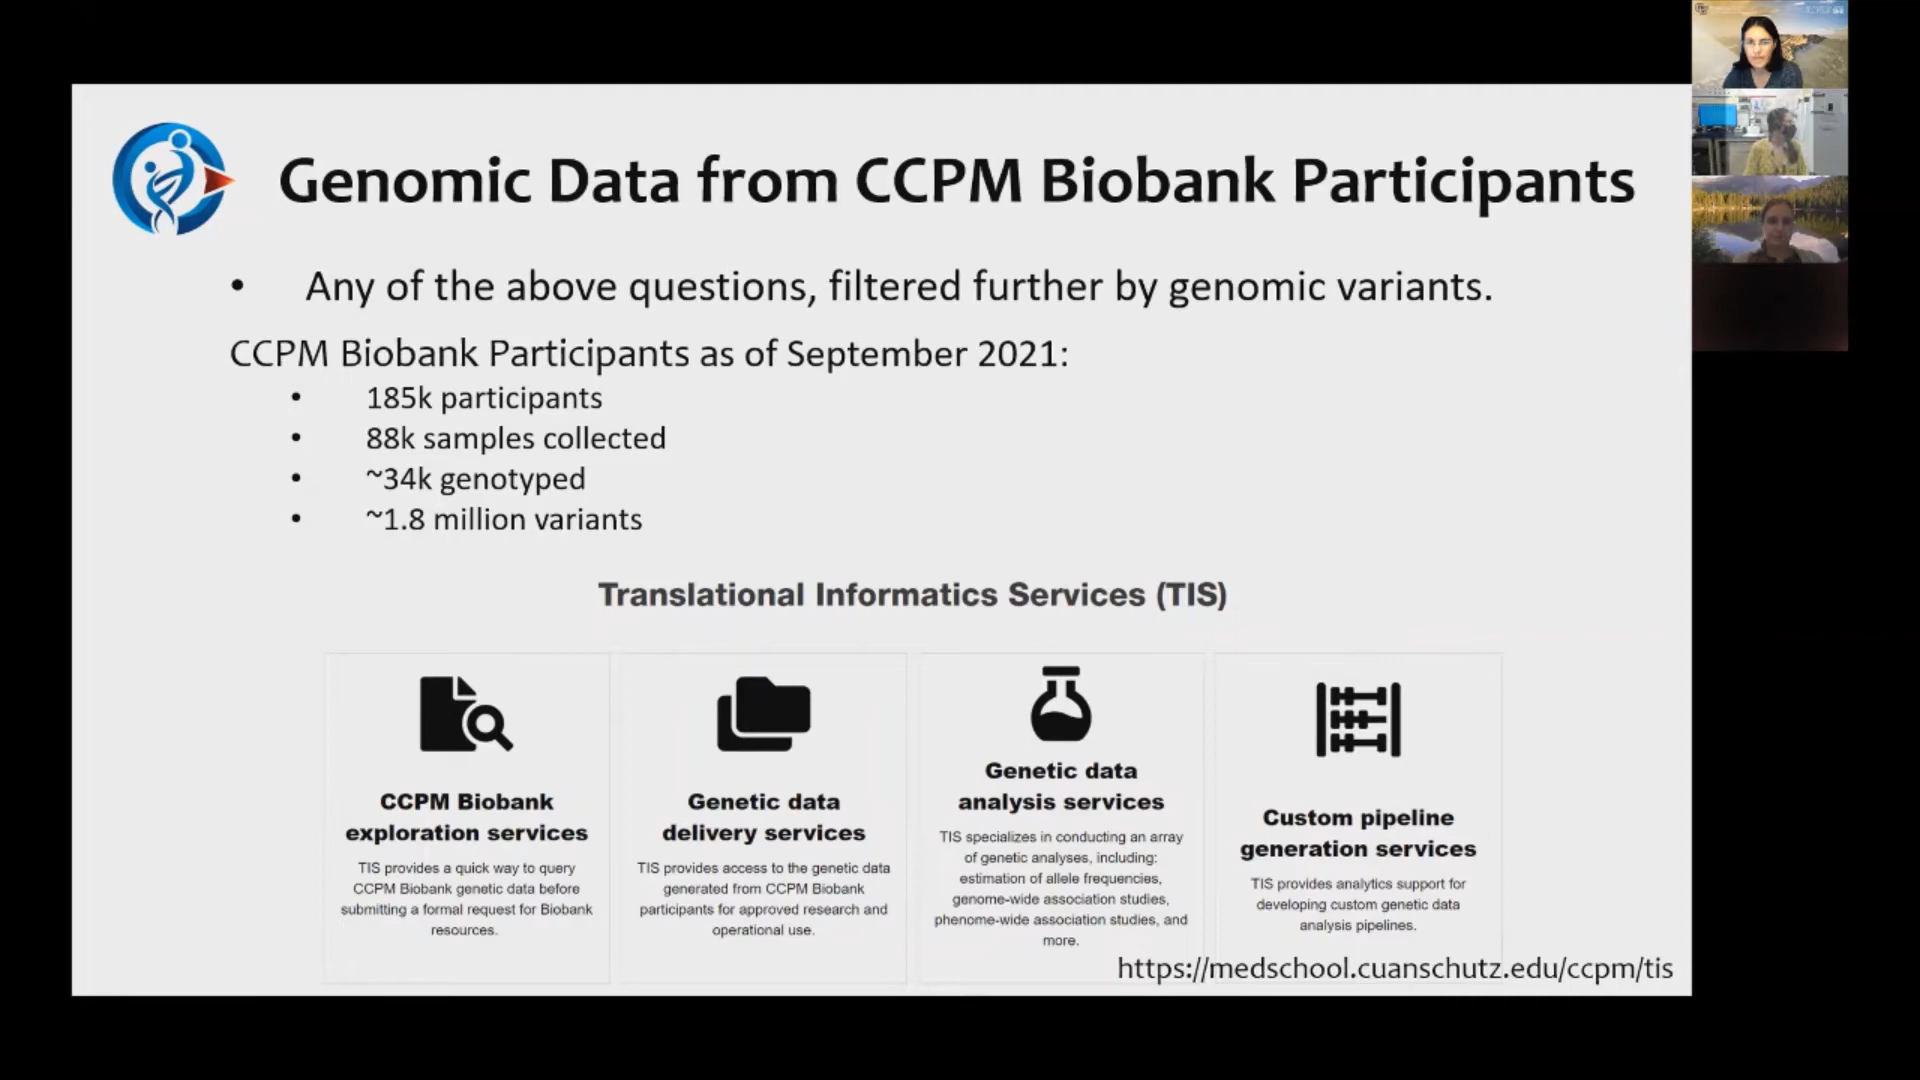 Genomic Data from CCPM Biobank Participants
• Any of the above questions, filtered further by genomic variants.
CCPM Biobank Participants as of September 2021:
• 185k participants
• 88k samples collected
• ~34k genotyped
• ~1.8 million variants
Translational Informatics Services (TIS)
CCPM Biobank
exploration services
TIS provides a quick way to query
CCPM Biobank genetic data before
submitting a formal request for Biobank
resources.
Genetic data
delivery services
TIS provides access to the genetic data
generated from CCPM Biobank
participants for approved research and
operational use.
Genetic data
analysis services
TIS specializes in conducting an array
of genetic analyses, including:
estimation of allele frequencies,
genome-wide association studies,
phenome-wide association studies, and
more.
Custom pipeline
generation services
TIS provides analytics support for
developing custom genetic data
analysis pipelines.
https://medschool.cuanschutz.edu/ccpm/tis